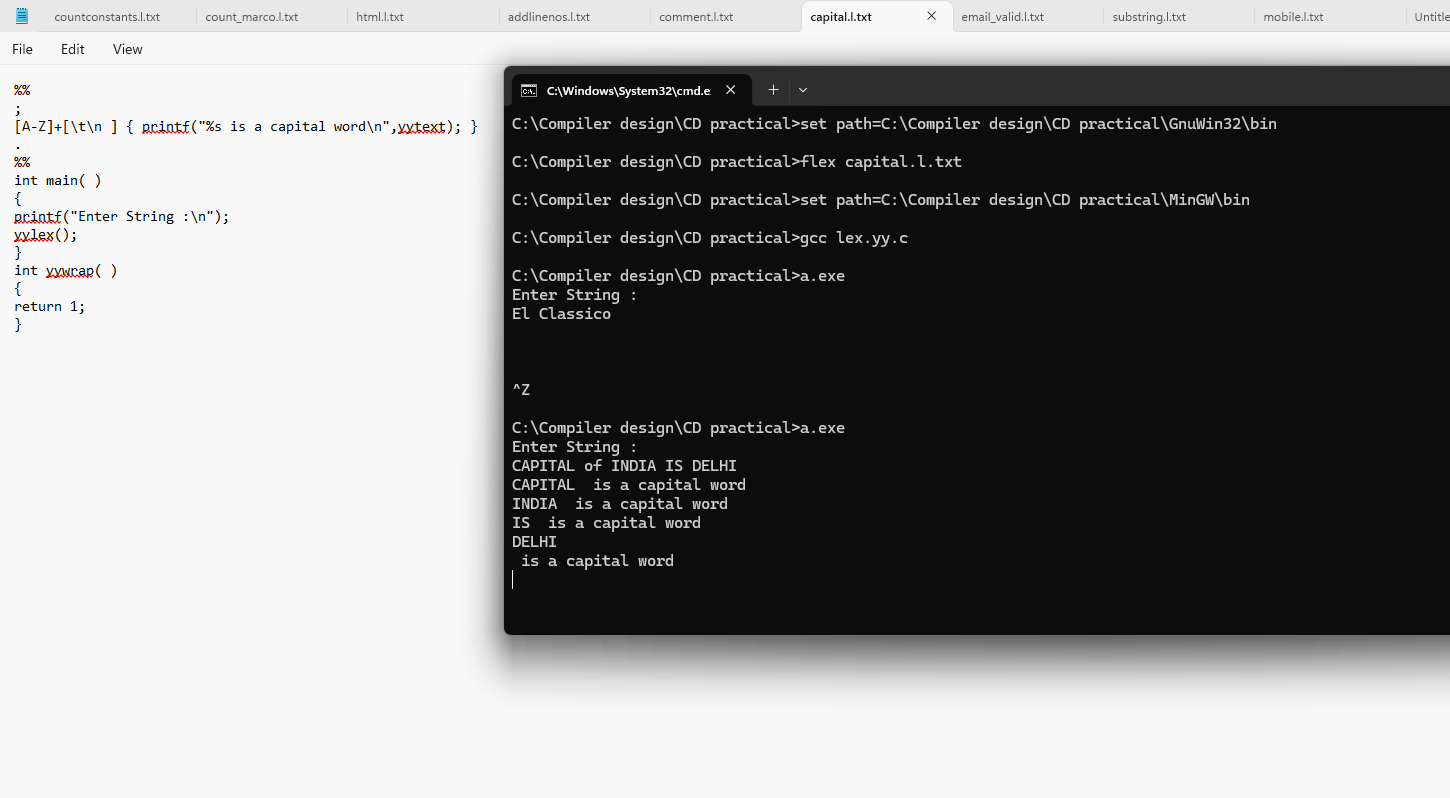 countconstants.l.txt count_marco.l.txt html.l.txt addlinenos.l.txt comment.l.txt capital.l.txt email_valid.l.txt substring.l.txt mobile.l.txt
File Edit View
%%
;
[A-Z]+[\t\n ] { printf("%s is a capital word\n",yytext); }
.
%%
int main( )
{
printf("Enter String :\n");
yylex();
}
int yywrap( )
{
return 1;
}
C:\Windows\System32\cmd.e
C:\Compiler design\CD practical>set path=C:\Compiler design\CD practical\GnuWin32\bin
C:\Compiler design\CD practical>flex capital.l.txt
C:\Compiler design\CD practical>set path=C:\Compiler design\CD practical\MinGW\bin
C:\Compiler design\CD practical>gcc lex.yy.c
C:\Compiler design\CD practical>a.exe
Enter String :
El Classico
^Z
C:\Compiler design\CD practical>a.exe
Enter String :
CAPITAL of INDIA IS DELHI
CAPITAL  is a capital word
INDIA  is a capital word
IS  is a capital word
DELHI
 is a capital word